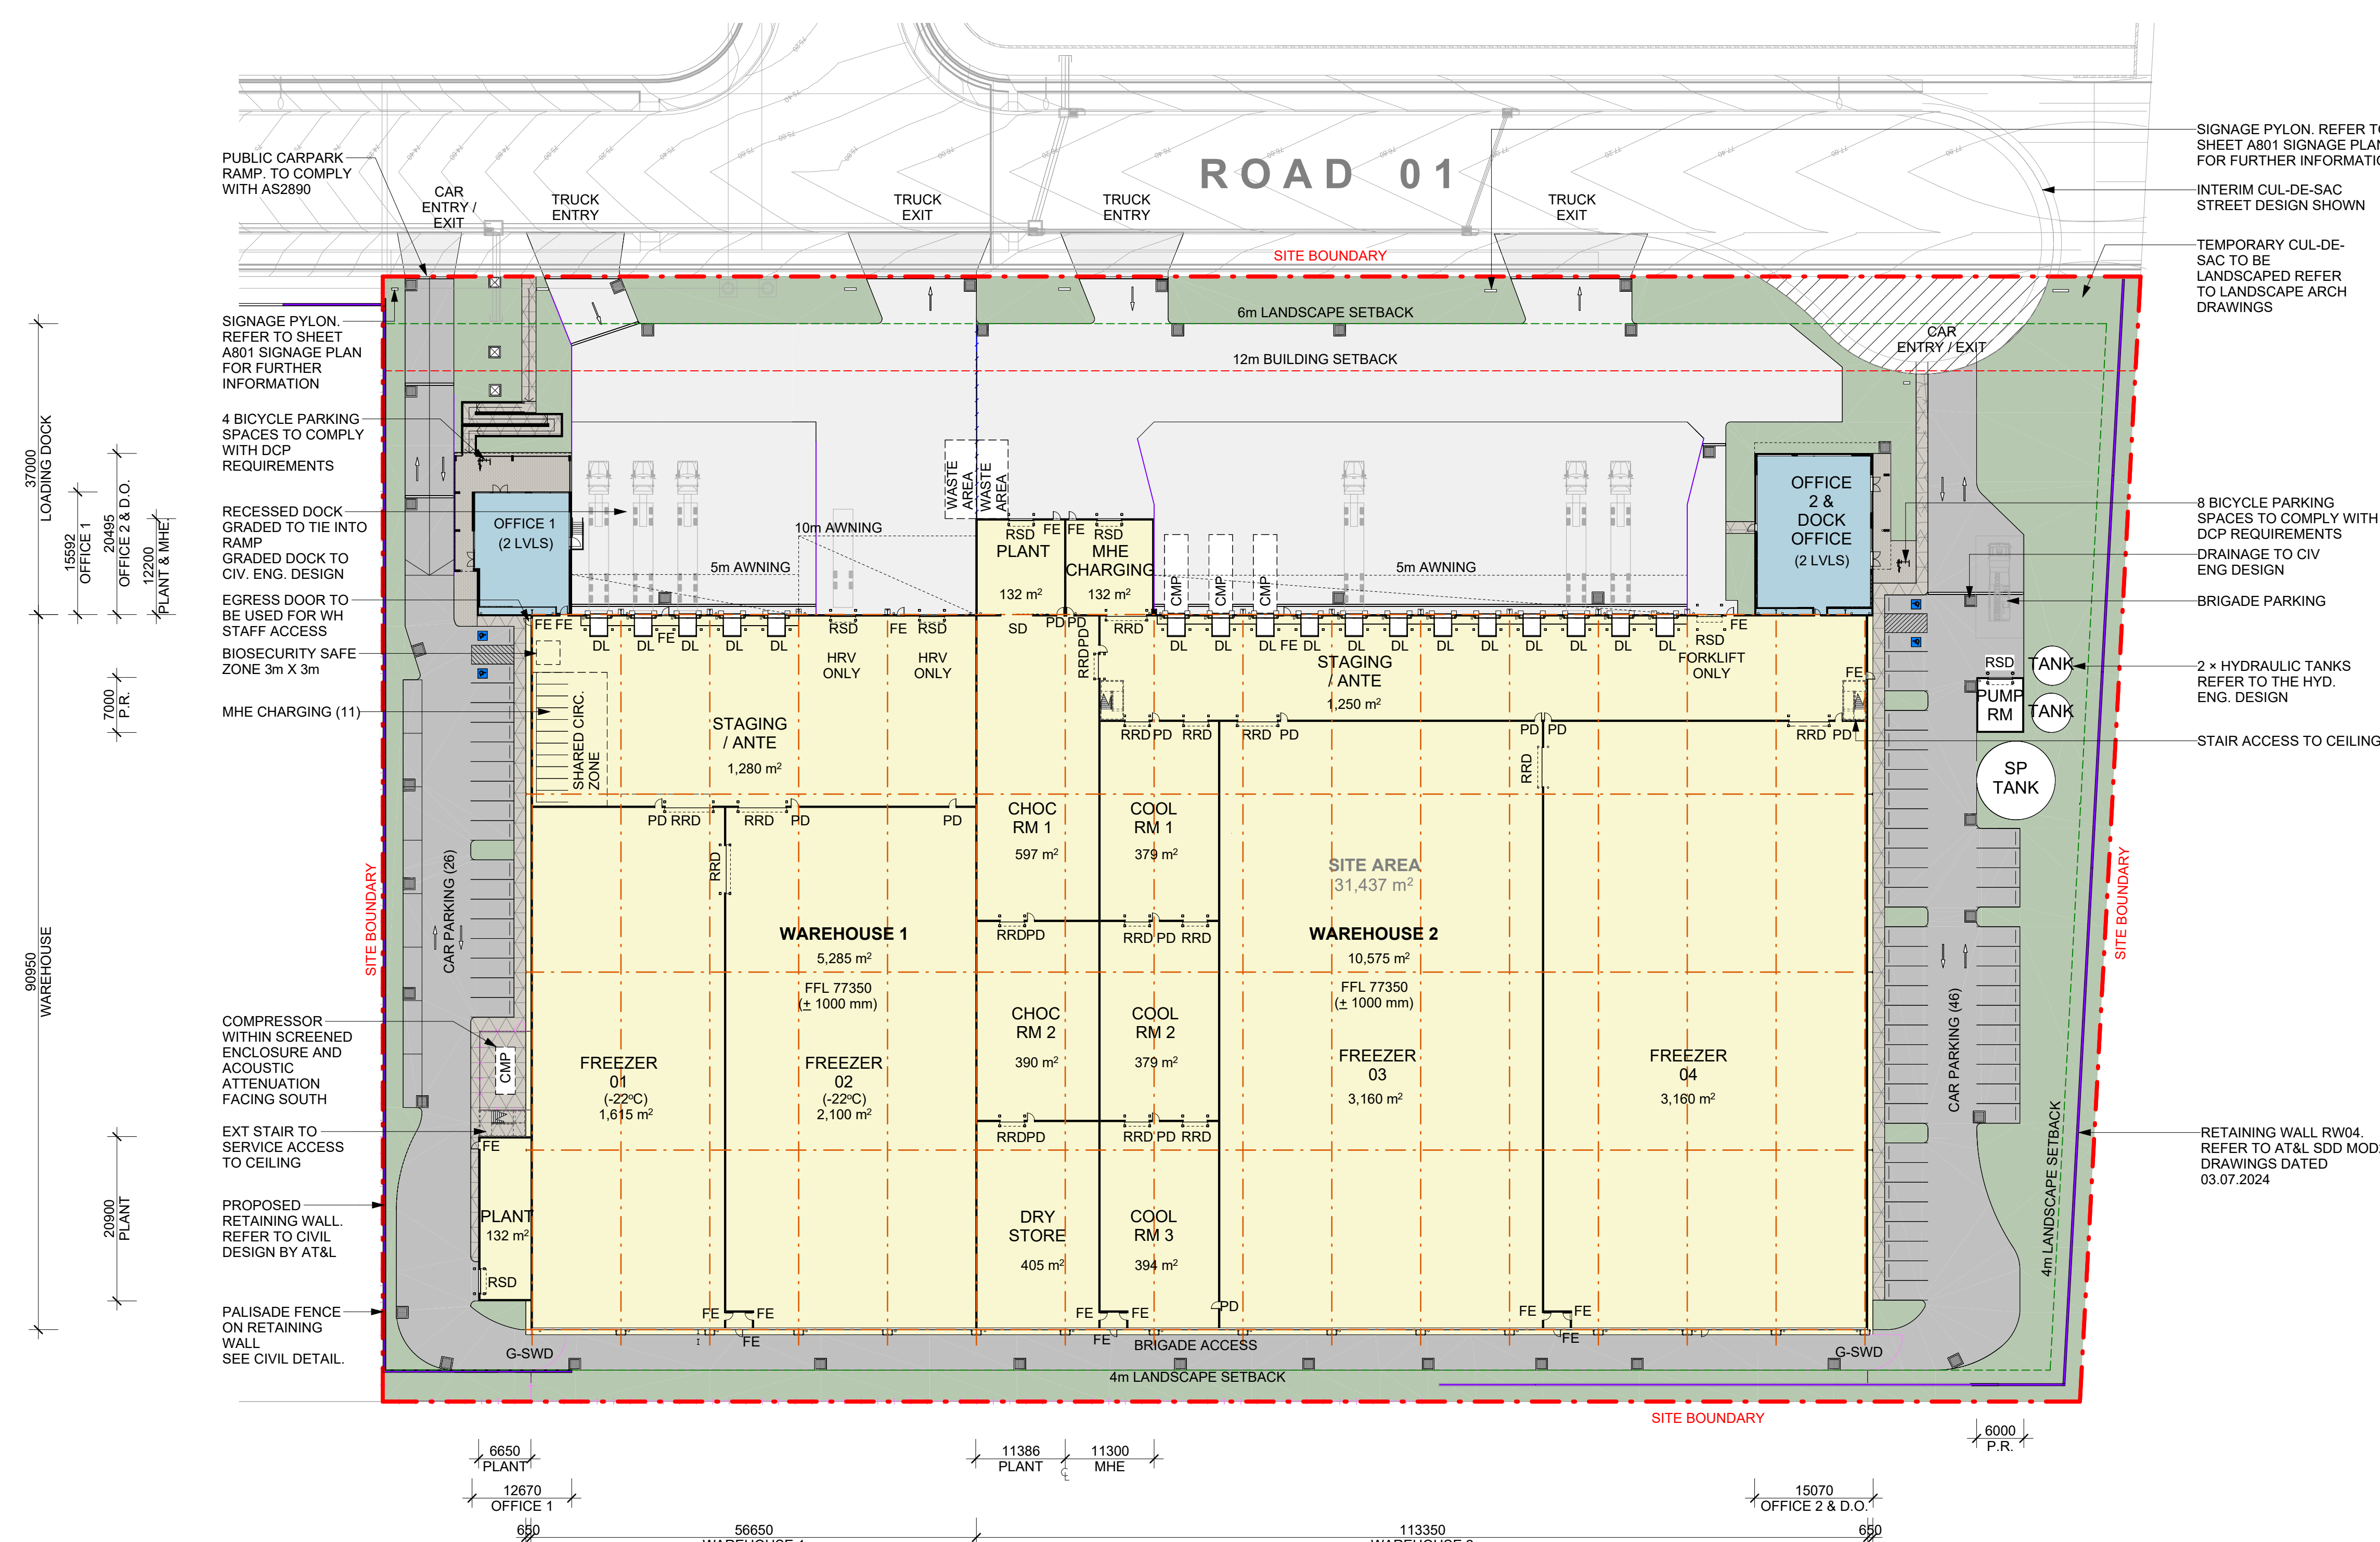 ROAD 01
PUBLIC CARPARK
RAMP. TO COMPLY
WITH AS2890
CAR
ENTRY /
EXIT
TRUCK
ENTRY
TRUCK
EXIT
TRUCK
ENTRY
TRUCK
EXIT
SITE BOUNDARY
SIGNAGE PYLON. REFER TO
SHEET A801 SIGNAGE PLAN
FOR FURTHER INFORMATIO
INTERIM CUL-DE-SAC
STREET DESIGN SHOWN
TEMPORARY CUL-DE-
SAC TO BE
LANDSCAPED REFER
TO LANDSCAPE ARCH
DRAWINGS
6m LANDSCAPE SETBACK
12m BUILDING SETBACK
CAR
ENTRY / EXIT
SIGNAGE PYLON.
REFER TO SHEET
A801 SIGNAGE PLAN
FOR FURTHER
INFORMATION
4 BICYCLE PARKING
SPACES TO COMPLY
WITH DCP
REQUIREMENTS
RECESSED DOCK
GRADED TO TIE INTO
RAMP
GRADED DOCK TO
CIV. ENG. DESIGN
EGRESS DOOR TO
BE USED FOR WH
STAFF ACCESS
BIOSECURITY SAFE
ZONE 3m X 3m
MHE CHARGING (11)
COMPRESSOR
WITHIN SCREENED
ENCLOSURE AND
ACOUSTIC
ATTENUATION
FACING SOUTH
EXT STAIR TO
SERVICE ACCESS
TO CEILING
PROPOSED
RETAINING WALL.
REFER TO CIVIL
DESIGN BY AT&L
PALISADE FENCE
ON RETAINING
WALL
SEE CIVIL DETAIL.
37000
LOADING DOCK
15592
OFFICE 1
20495
OFFICE 2 & D.O.
12200
PLANT & MHE
7000
P.R.
90950
WAREHOUSE
20900
PLANT
SITE BOUNDARY
CAR PARKING (26)
OFFICE 1
(2 LVLS)
10m AWNING
5m AWNING
WASTE
AREA
WASTE
AREA
RSD
FE
FE
RSD
PLANT
132 m²
MHE
CHARGING
132 m²
CMP
CMP
CMP
5m AWNING
OFFICE
2 &
DOCK
OFFICE
(2 LVLS)
8 BICYCLE PARKING
SPACES TO COMPLY WITH
DCP REQUIREMENTS
DRAINAGE TO CIV
ENG DESIGN
BRIGADE PARKING
2 × HYDRAULIC TANKS
REFER TO THE HYD.
ENG. DESIGN
STAIR ACCESS TO CEILING
RETAINING WALL RW04.
REFER TO AT&L SDD MOD2
DRAWINGS DATED
03.07.2024
FE FE
DL
DL
FE
DL
DL
DL
RSD
FE
RSD
HRV
ONLY
HRV
ONLY
SD
PD PD
RRD
RRD
PD
DL
DL
DL
FE
DL
DL
DL
DL
DL
DL
DL
DL
DL
RSD
FE
FORKLIFT
ONLY
FE
SHARED CIRC.
ZONE
STAGING
/ ANTE
1,280 m²
STAGING
/ ANTE
1,250 m²
RRD PD
RRD
RRD
PD
PD PD
RRD
RRD PD
PD RRD
RRD
PD
PD
RRD
RSD
TANK
PUMP
RM
TANK
SP
TANK
CHOC
RM 1
597 m²
COOL
RM 1
379 m²
SITE AREA
31,437 m²
RRD PD
RRD PD
RRD
WAREHOUSE 1
5,285 m²
FFL 77350
(± 1000 mm)
WAREHOUSE 2
10,575 m²
FFL 77350
(± 1000 mm)
CHOC
RM 2
390 m²
COOL
RM 2
379 m²
FREEZER
01
(-22ºC)
1,615 m²
FREEZER
02
(-22ºC)
2,100 m²
FREEZER
03
3,160 m²
FREEZER
04
3,160 m²
RRD PD
RRD PD
RRD
CMP
FE
PLANT
132 m²
RSD
DRY
STORE
405 m²
COOL
RM 3
394 m²
PD
FE
FE
FE
FE
FE
FE
FE
FE
FE
G-SWD
BRIGADE ACCESS
G-SWD
4m LANDSCAPE SETBACK
SITE BOUNDARY
CAR PARKING (46)
4m LANDSCAPE SETBACK
SITE BOUNDARY
6650
PLANT
11386
PLANT
11300
MHE
6000
P.R.
12670
OFFICE 1
15070
OFFICE 2 & D.O.
650
56650
113350
650